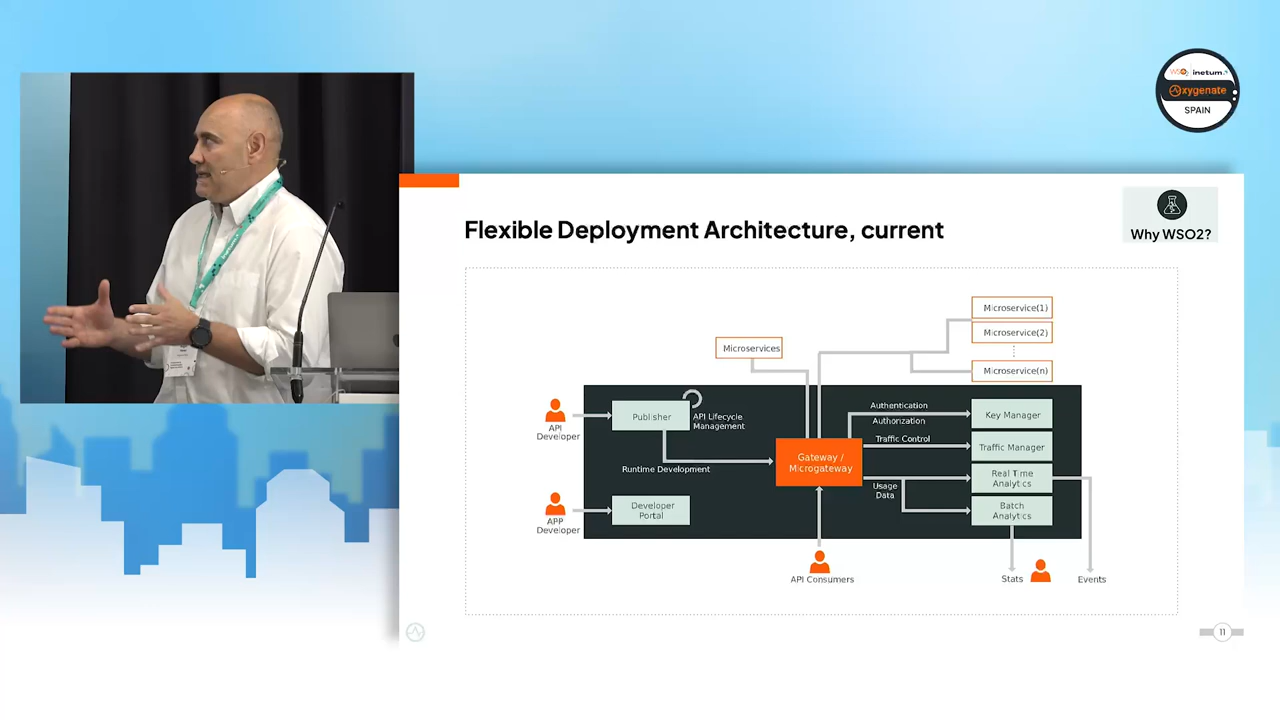 WSO2 inetum.
Oxygenate
SPAIN
Flexible Deployment Architecture, current
Why WSO2?
Microservice(1)
Microservice(2)
Microservices
Microservice(n)
Publisher
API Lifecycle
Management
API
Developer
Runtime Development
Gateway /
Microgateway
Authentication
Authorization
Traffic Control
Usage
Data
Key Manager
Traffic Manager
Real Time
Analytics
Batch
Analytics
Developer
Portal
APP
Developer
API Consumers
Stats
Events
11